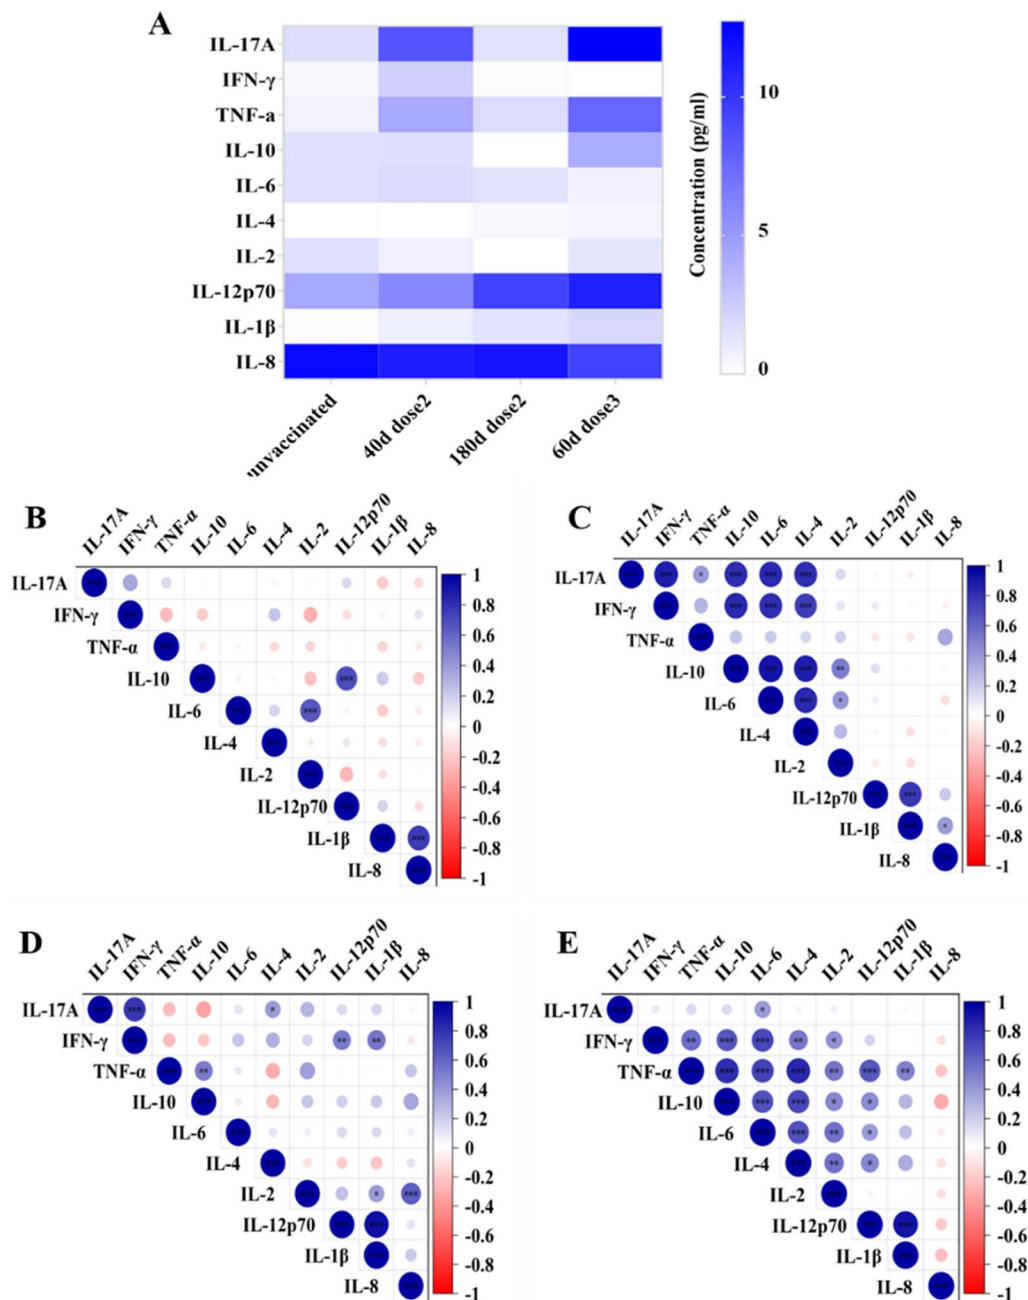 A
IL-17A
IFN-γ
TNF-a
IL-10
IL-6
IL-4
IL-2
IL-12p70
IL-1β
IL-8
unvaccinated
40d dose2
180d dose2
60d dose3
Concentration (pg/ml)
10
5
0
B
IL-17A
IFN-γ
TNF-α
IL-10
IL-6
IL-4
IL-2
IL-12p70
IL-1β
IL-8
IL-17A
IFN-γ
TNF-α
IL-10
IL-6
IL-4
IL-2
IL-12p70
IL-1β
IL-8
1
0.8
0.6
0.4
0.2
0
-0.2
-0.4
-0.6
-0.8
-1
C
IL-17A
IFN-γ
TNF-α
IL-10
IL-6
IL-4
IL-2
IL-12p70
IL-1β
IL-8
IL-17A
IFN-γ
TNF-α
IL-10
IL-6
IL-4
IL-2
IL-12p70
IL-1β
IL-8
1
0.8
0.6
0.4
0.2
0
-0.2
-0.4
-0.6
-0.8
-1
D
IL-17A
IFN-γ
TNF-α
IL-10
IL-6
IL-4
IL-2
IL-12p70
IL-1β
IL-8
IL-17A
IFN-γ
TNF-α
IL-10
IL-6
IL-4
IL-2
IL-12p70
IL-1β
IL-8
1
0.8
0.6
0.4
0.2
0
-0.2
-0.4
-0.6
-0.8
-1
E
IL-17A
IFN-γ
TNF-α
IL-10
IL-6
IL-4
IL-2
IL-12p70
IL-1β
IL-8
IL-17A
IFN-γ
TNF-α
IL-10
IL-6
IL-4
IL-2
IL-12p70
IL-1β
IL-8
1
0.8
0.6
0.4
0.2
0
-0.2
-0.4
-0.6
-0.8
-1